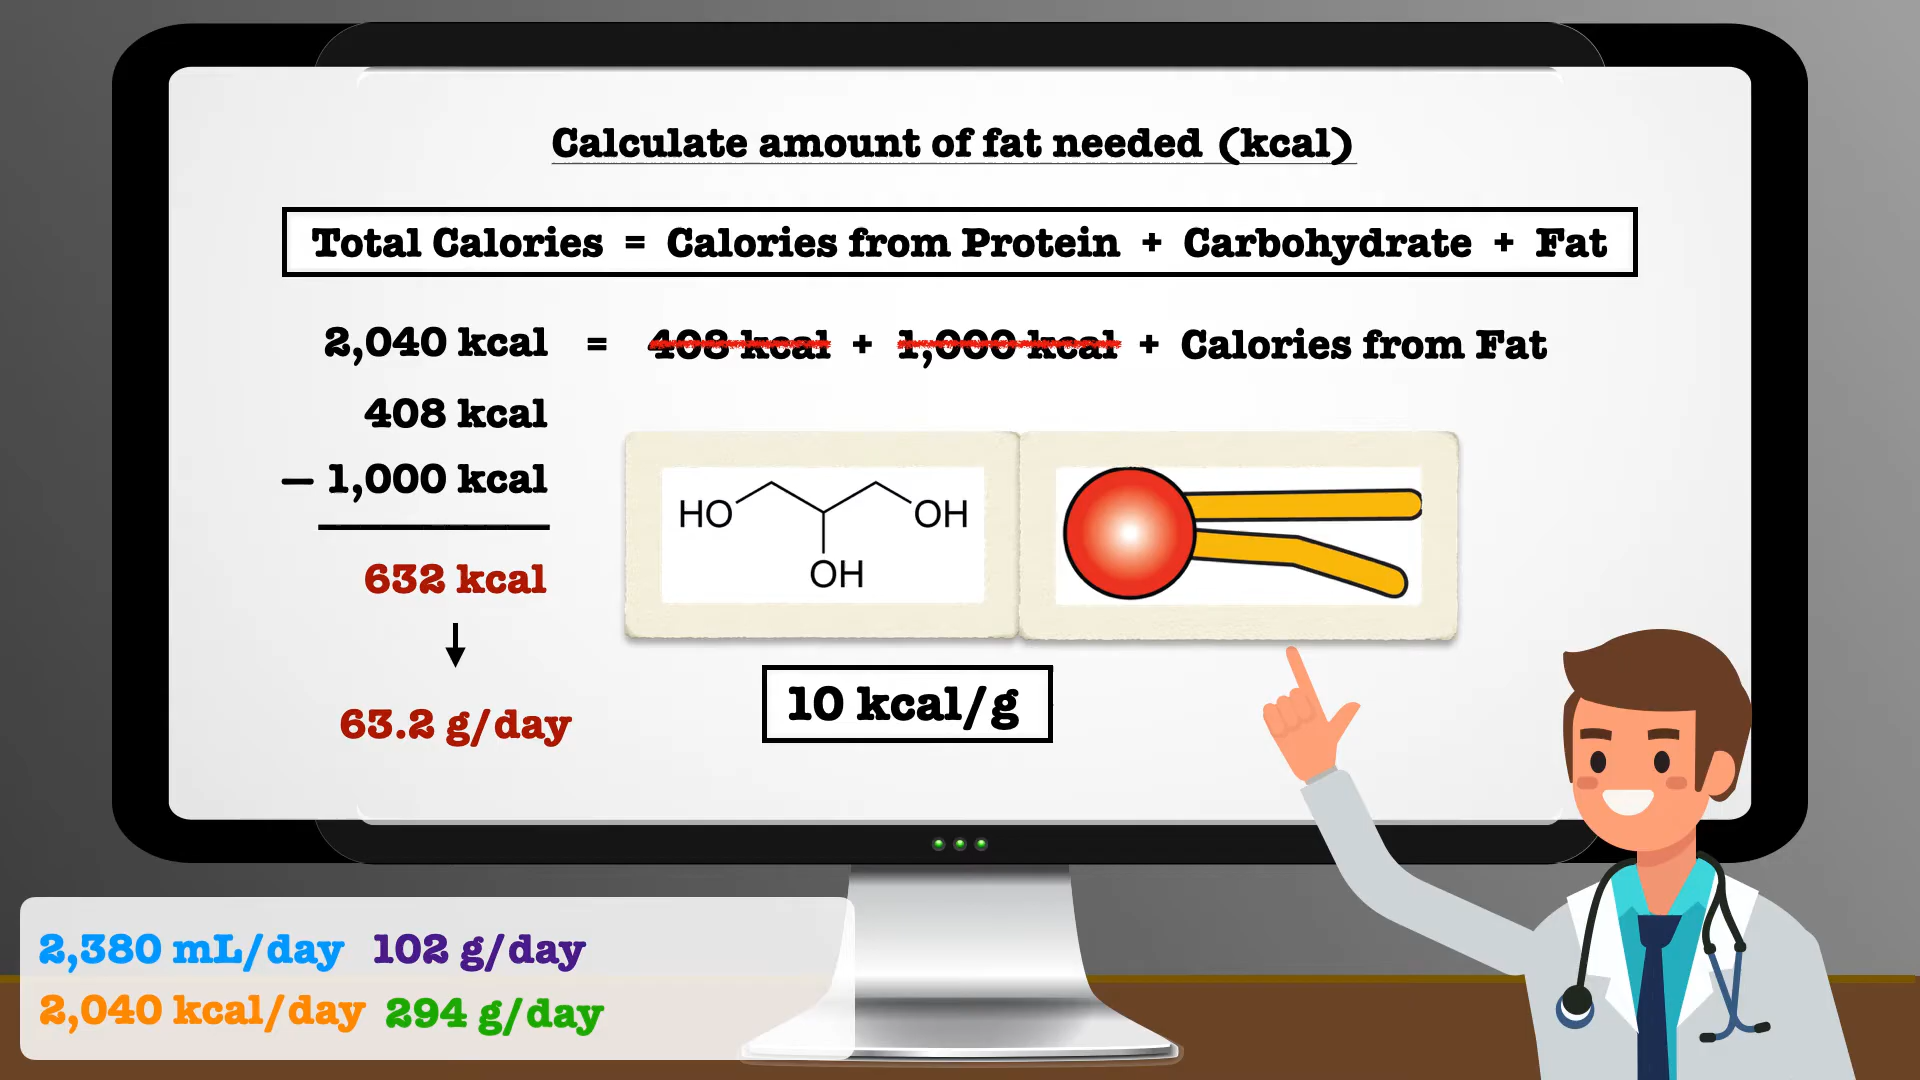 Calculate amount of fat needed (kcal)
Total Calories = Calories from Protein + Carbohydrate + Fat
2,040 kcal = 408 kcal + 1,000 kcal + Calories from Fat
408 kcal
– 1,000 kcal
632 kcal
63.2 g/day
HO
OH
OH
10 kcal/g
2,380 mL/day 102 g/day
2,040 kcal/day 294 g/day